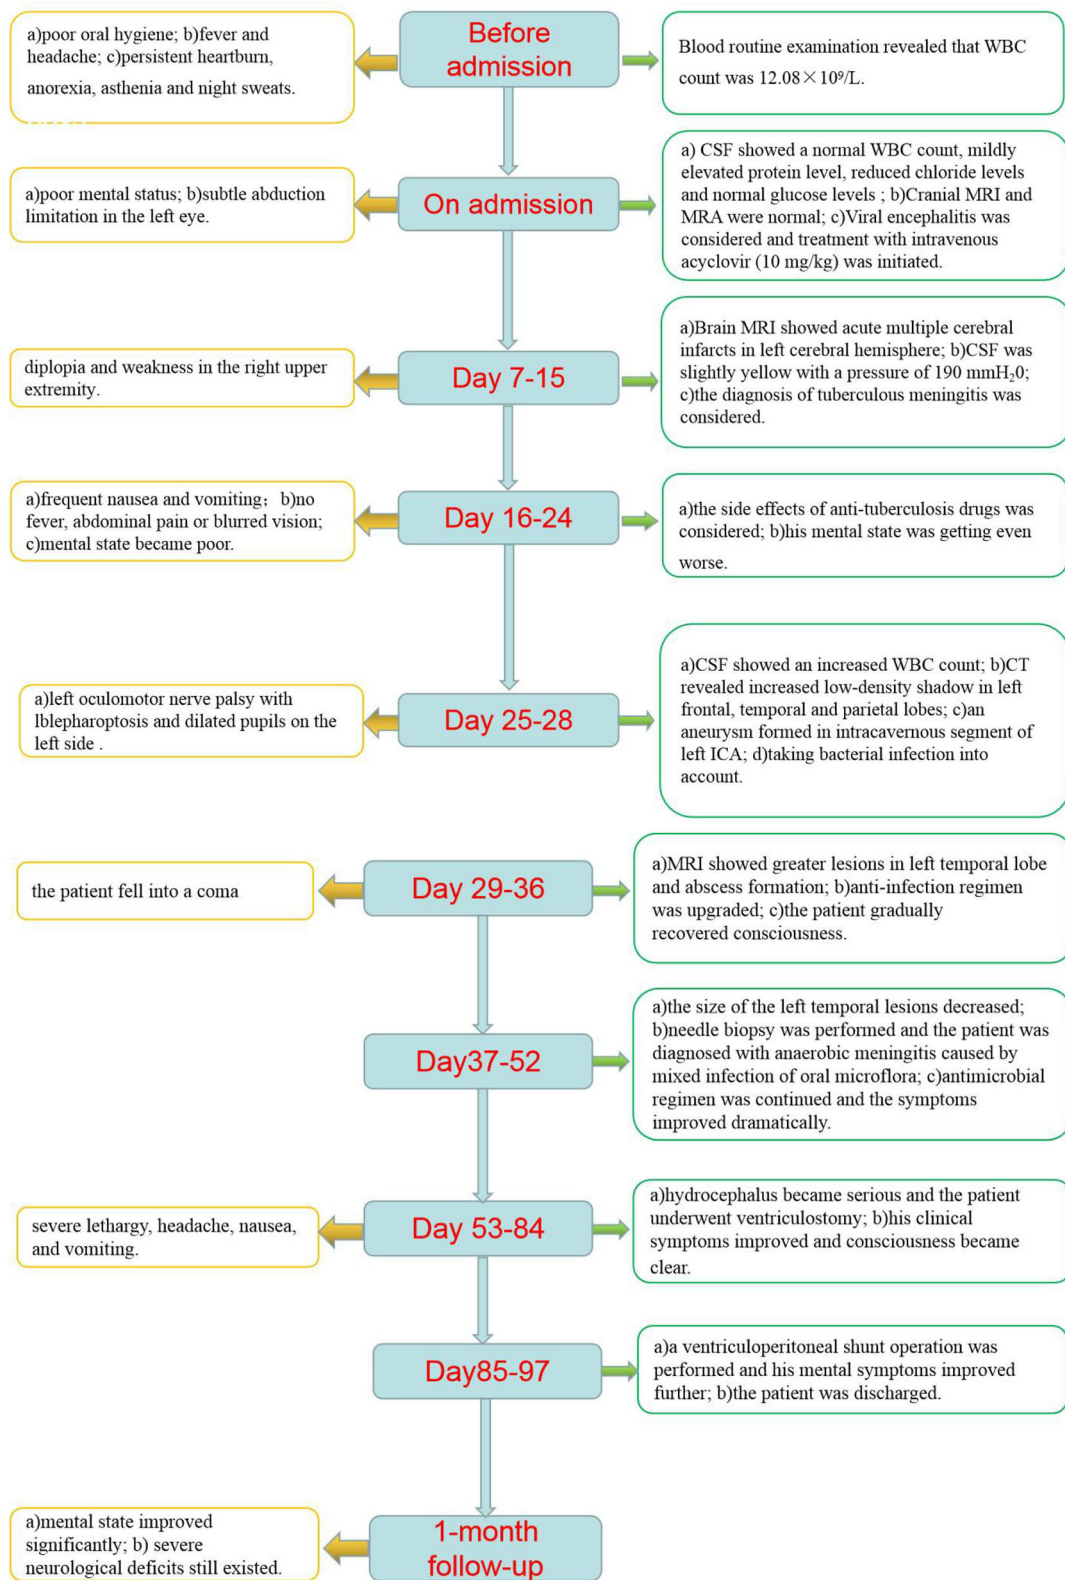 a)poor oral hygiene; b)fever and
headache; c)persistent heartburn,
anorexia, asthenia and night sweats.
Before
admission
Blood routine examination revealed that WBC
count was 12.08×10⁹/L.
a)poor mental status; b)subtle abduction
limitation in the left eye.
On admission
a) CSF showed a normal WBC count, mildly
elevated protein level, reduced chloride levels
and normal glucose levels ; b)Cranial MRI and
MRA were normal; c)Viral encephalitis was
considered and treatment with intravenous
acyclovir (10 mg/kg) was initiated.
diplopia and weakness in the right upper
extremity.
Day 7-15
a)Brain MRI showed acute multiple cerebral
infarcts in left cerebral hemisphere; b)CSF was
slightly yellow with a pressure of 190 mmH₂0;
c)the diagnosis of tuberculous meningitis was
considered.
a)frequent nausea and vomiting; b)no
fever, abdominal pain or blurred vision;
c)mental state became poor.
Day 16-24
a)the side effects of anti-tuberculosis drugs was
considered; b)his mental state was getting even
worse.
a)left oculomotor nerve palsy with
lblepharoptosis and dilated pupils on the
left side .
Day 25-28
a)CSF showed an increased WBC count; b)CT
revealed increased low-density shadow in left
frontal, temporal and parietal lobes; c)an
aneurysm formed in intracavernous segment of
left ICA; d)taking bacterial infection into
account.
the patient fell into a coma
Day 29-36
a)MRI showed greater lesions in left temporal lobe
and abscess formation; b)anti-infection regimen
was upgraded; c)the patient gradually
recovered consciousness.
Day37-52
a)the size of the left temporal lesions decreased;
b)needle biopsy was performed and the patient was
diagnosed with anaerobic meningitis caused by
mixed infection of oral microflora; c)antimicrobial
regimen was continued and the symptoms
improved dramatically.
severe lethargy, headache, nausea,
and vomiting.
Day 53-84
a)hydrocephalus became serious and the patient
underwent ventriculostomy; b)his clinical
symptoms improved and consciousness became
clear.
Day85-97
a)a ventriculoperitoneal shunt operation was
performed and his mental symptoms improved
further; b)the patient was discharged.
a)mental state improved
significantly; b) severe
neurological deficits still existed.
1-month
follow-up